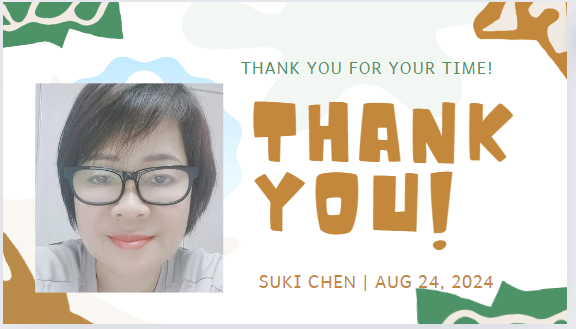 THANK YOU FOR YOUR TIME!
THANK
YOU!
SUKI CHEN | AUG 24, 2024